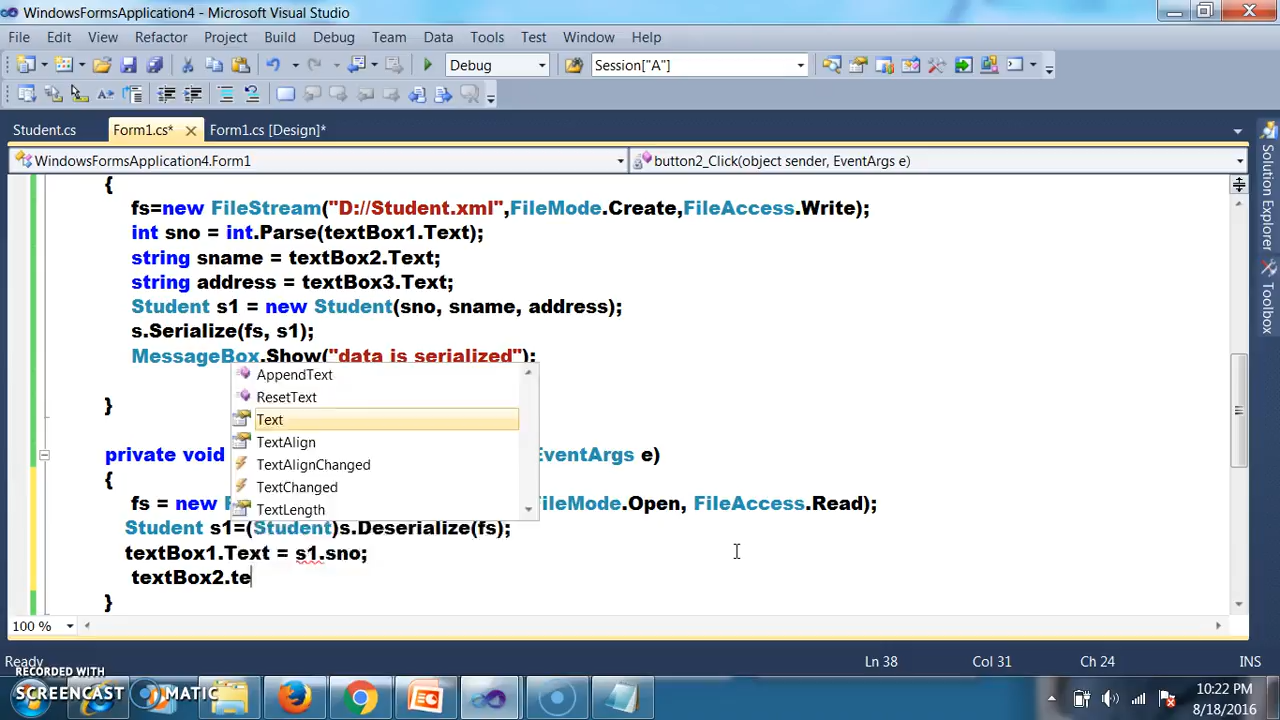 WindowsFormsApplication4 - Microsoft Visual Studio
File Edit View Refactor Project Build Debug Team Data Tools Test Window Help
Debug Session["A"]
Student.cs Form1.cs* Form1.cs [Design]*
WindowsFormsApplication4.Form1 button2_Click(object sender, EventArgs e)
{
fs=new FileStream("D://Student.xml",FileMode.Create,FileAccess.Write);
int sno = int.Parse(textBox1.Text);
string sname = textBox2.Text;
string address = textBox3.Text;
Student s1 = new Student(sno, sname, address);
s.Serialize(fs, s1);
MessageBox.Show("data is serialized");
AppendText
ResetText
}
Text
TextAlign
private void EventArgs e)
TextAlignChanged
{
TextChanged
fs = new FileMode.Open, FileAccess.Read);
TextLength
Student s1=(Student)s.Deserialize(fs);
textBox1.Text = s1.sno;
textBox2.te
}
100 %
Ready Ln 38 Col 31 Ch 24 INS
Solution Explorer
Toolbox
RECORDED WITH
SCREENCAST MATIC
10:22 PM
8/18/2016